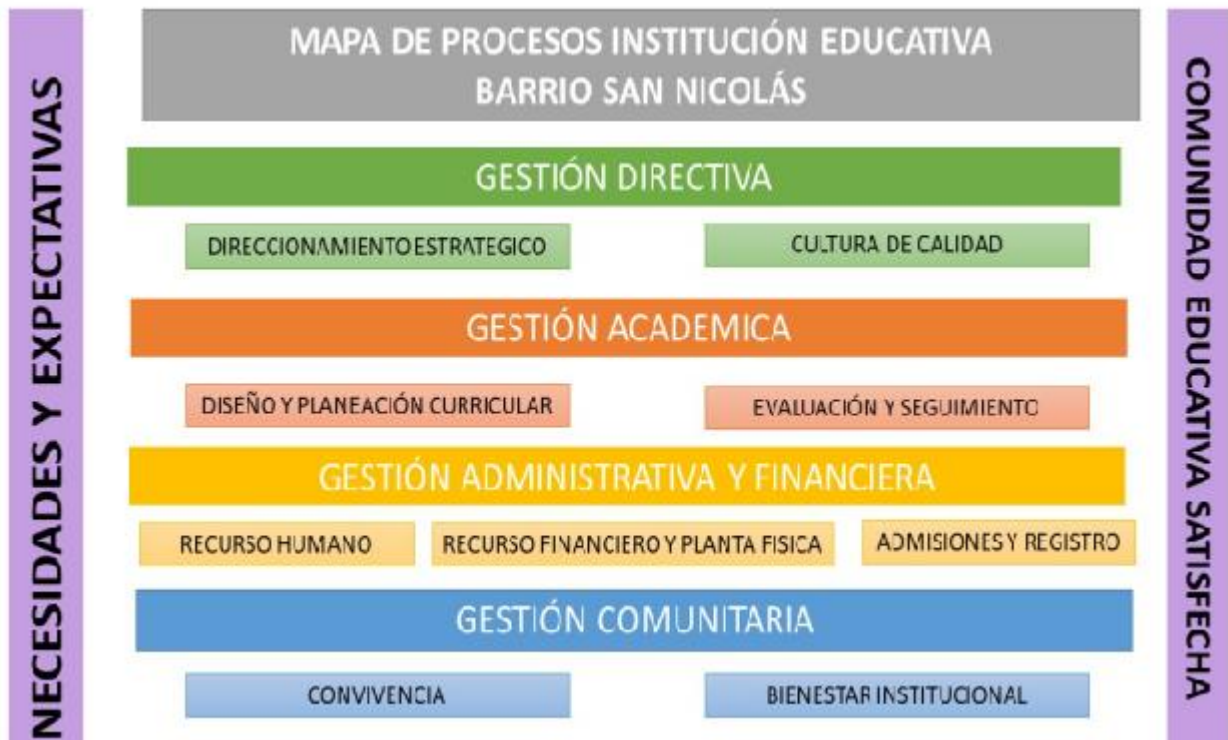 NECESIDADES Y EXPECTATIVAS
MAPA DE PROCESOS INSTITUCIÓN EDUCATIVA
BARRIO SAN NICOLÁS
GESTIÓN DIRECTIVA
DIRECCIONAMIENTO ESTRATEGICO
CULTURA DE CALIDAD
GESTIÓN ACADEMICA
DISEÑO Y PLANEACIÓN CURRICULAR
EVALUACIÓN Y SEGUIMIENTO
GESTIÓN ADMINISTRATIVA Y FINANCIERA
RECURSO HUMANO
RECURSO FINANCIERO Y PLANTA FISICA
ADMISIONES Y REGISTRO
GESTIÓN COMUNITARIA
CONVIVENCIA
BIENESTAR INSTITUCIONAL
COMUNIDAD EDUCATIVA SATISFECHA